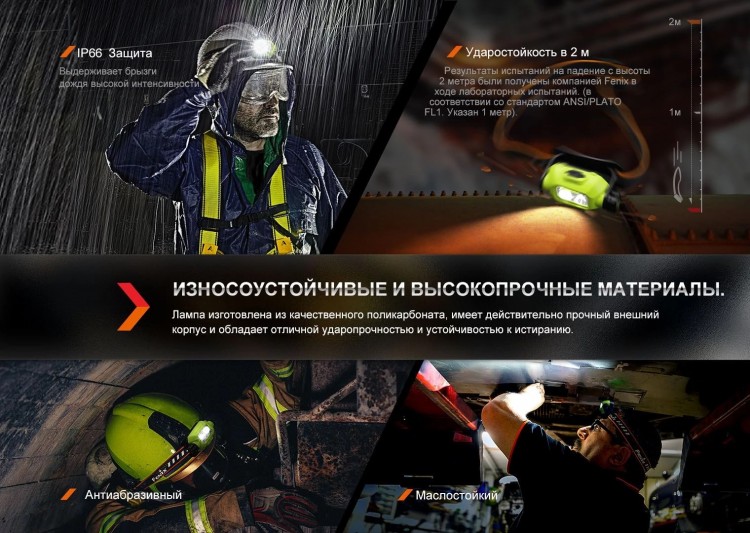 IP66 Защита
Выдерживает брызги
дождя высокой интенсивности
Ударостойкость в 2 м
Результаты испытаний на падение с высоты
2 метра были получены компанией Fenix в
ходе лабораторных испытаний. (в
соответствии со стандартом ANSI/PLATO
FL1. Указан 1 метр).
2м
1м
ИЗНОСОУСТОЙЧИВЫЕ И ВЫСОКОПРОЧНЫЕ МАТЕРИАЛЫ.
Лампа изготовлена из качественного поликарбоната, имеет действительно прочный внешний
корпус и обладает отличной ударопрочностью и устойчивостью к истиранию.
Fenix
Антиабразивный
Маслостойкий